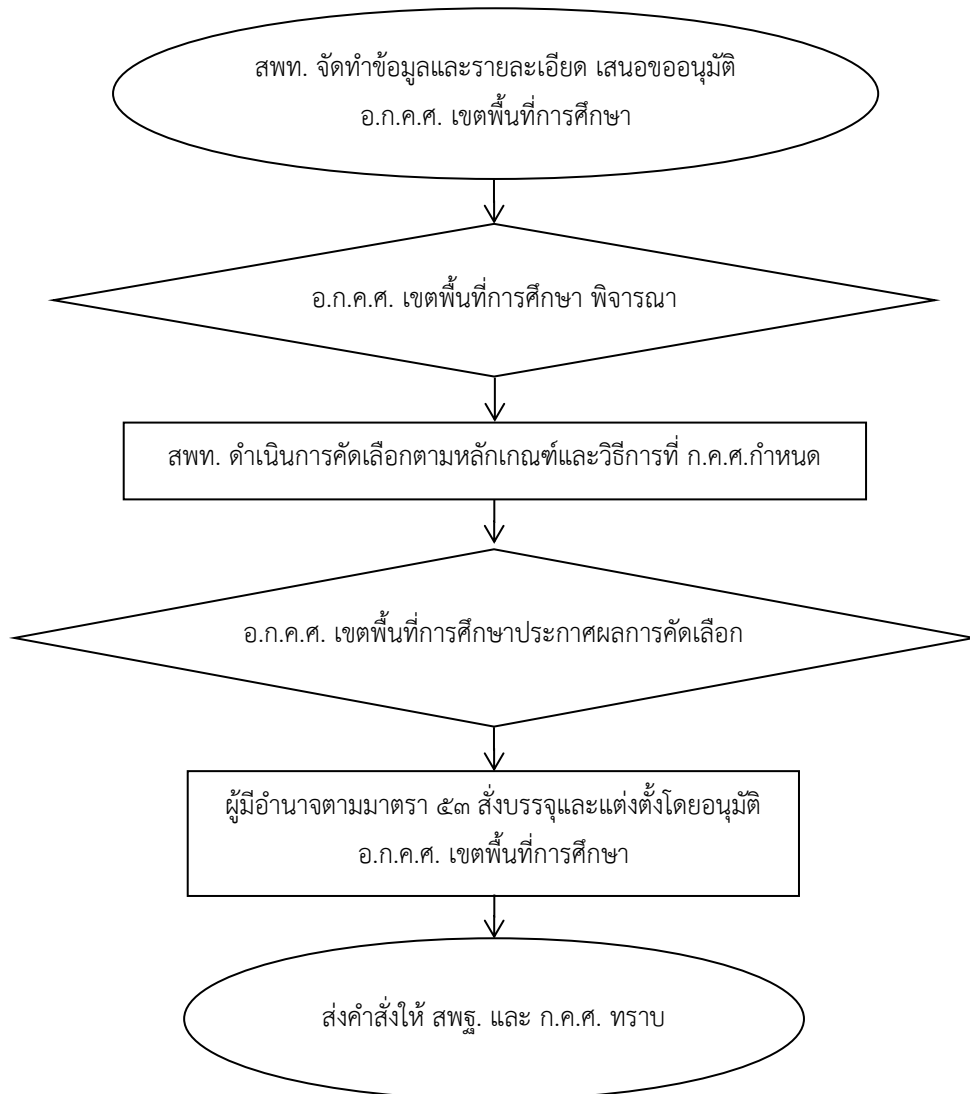 สพท. จัดทำข้อมูลและรายละเอียด เสนอขออนุมัติ
อ.ก.ค.ศ. เขตพื้นที่การศึกษา
อ.ก.ค.ศ. เขตพื้นที่การศึกษา พิจารณา
สพท. ดำเนินการคัดเลือกตามหลักเกณฑ์และวิธีการที่ ก.ค.ศ.กำหนด
อ.ก.ค.ศ. เขตพื้นที่การศึกษาประกาศผลการคัดเลือก
ผู้มีอำนาจตามมาตรา ๕๓ สั่งบรรจุและแต่งตั้งโดยอนุมัติ
อ.ก.ค.ศ. เขตพื้นที่การศึกษา
ส่งคำสั่งให้ สพฐ. และ ก.ค.ศ. ทราบ